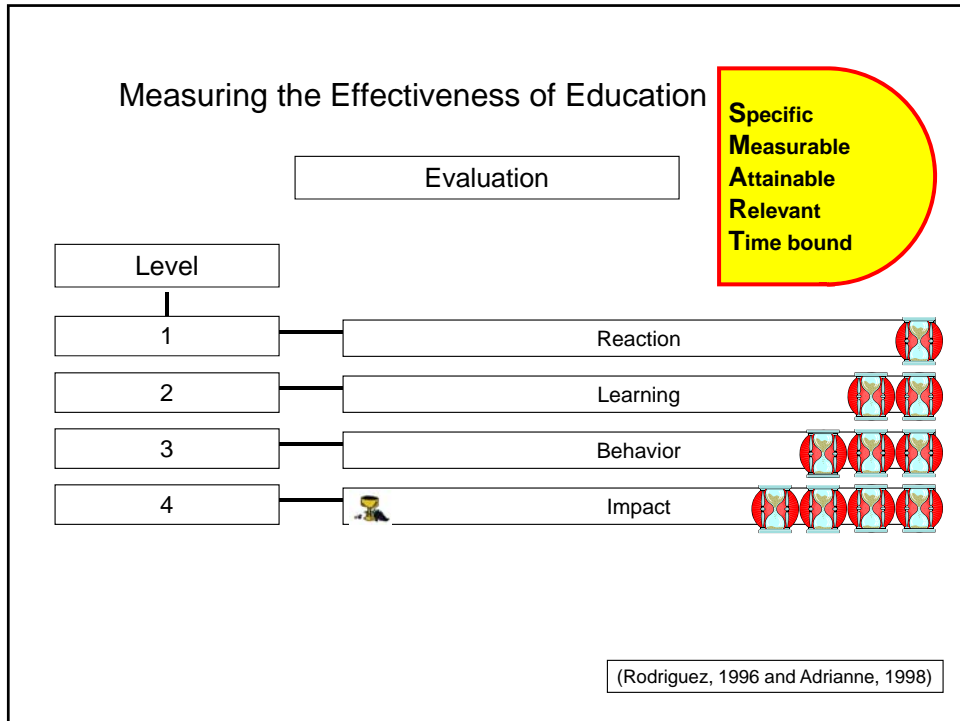 Measuring the Effectiveness of Education
Specific
Measurable
Attainable
Relevant
Time bound
Evaluation
Level
1 Reaction
2 Learning
3 Behavior
4 Impact
(Rodriguez, 1996 and Adrianne, 1998)